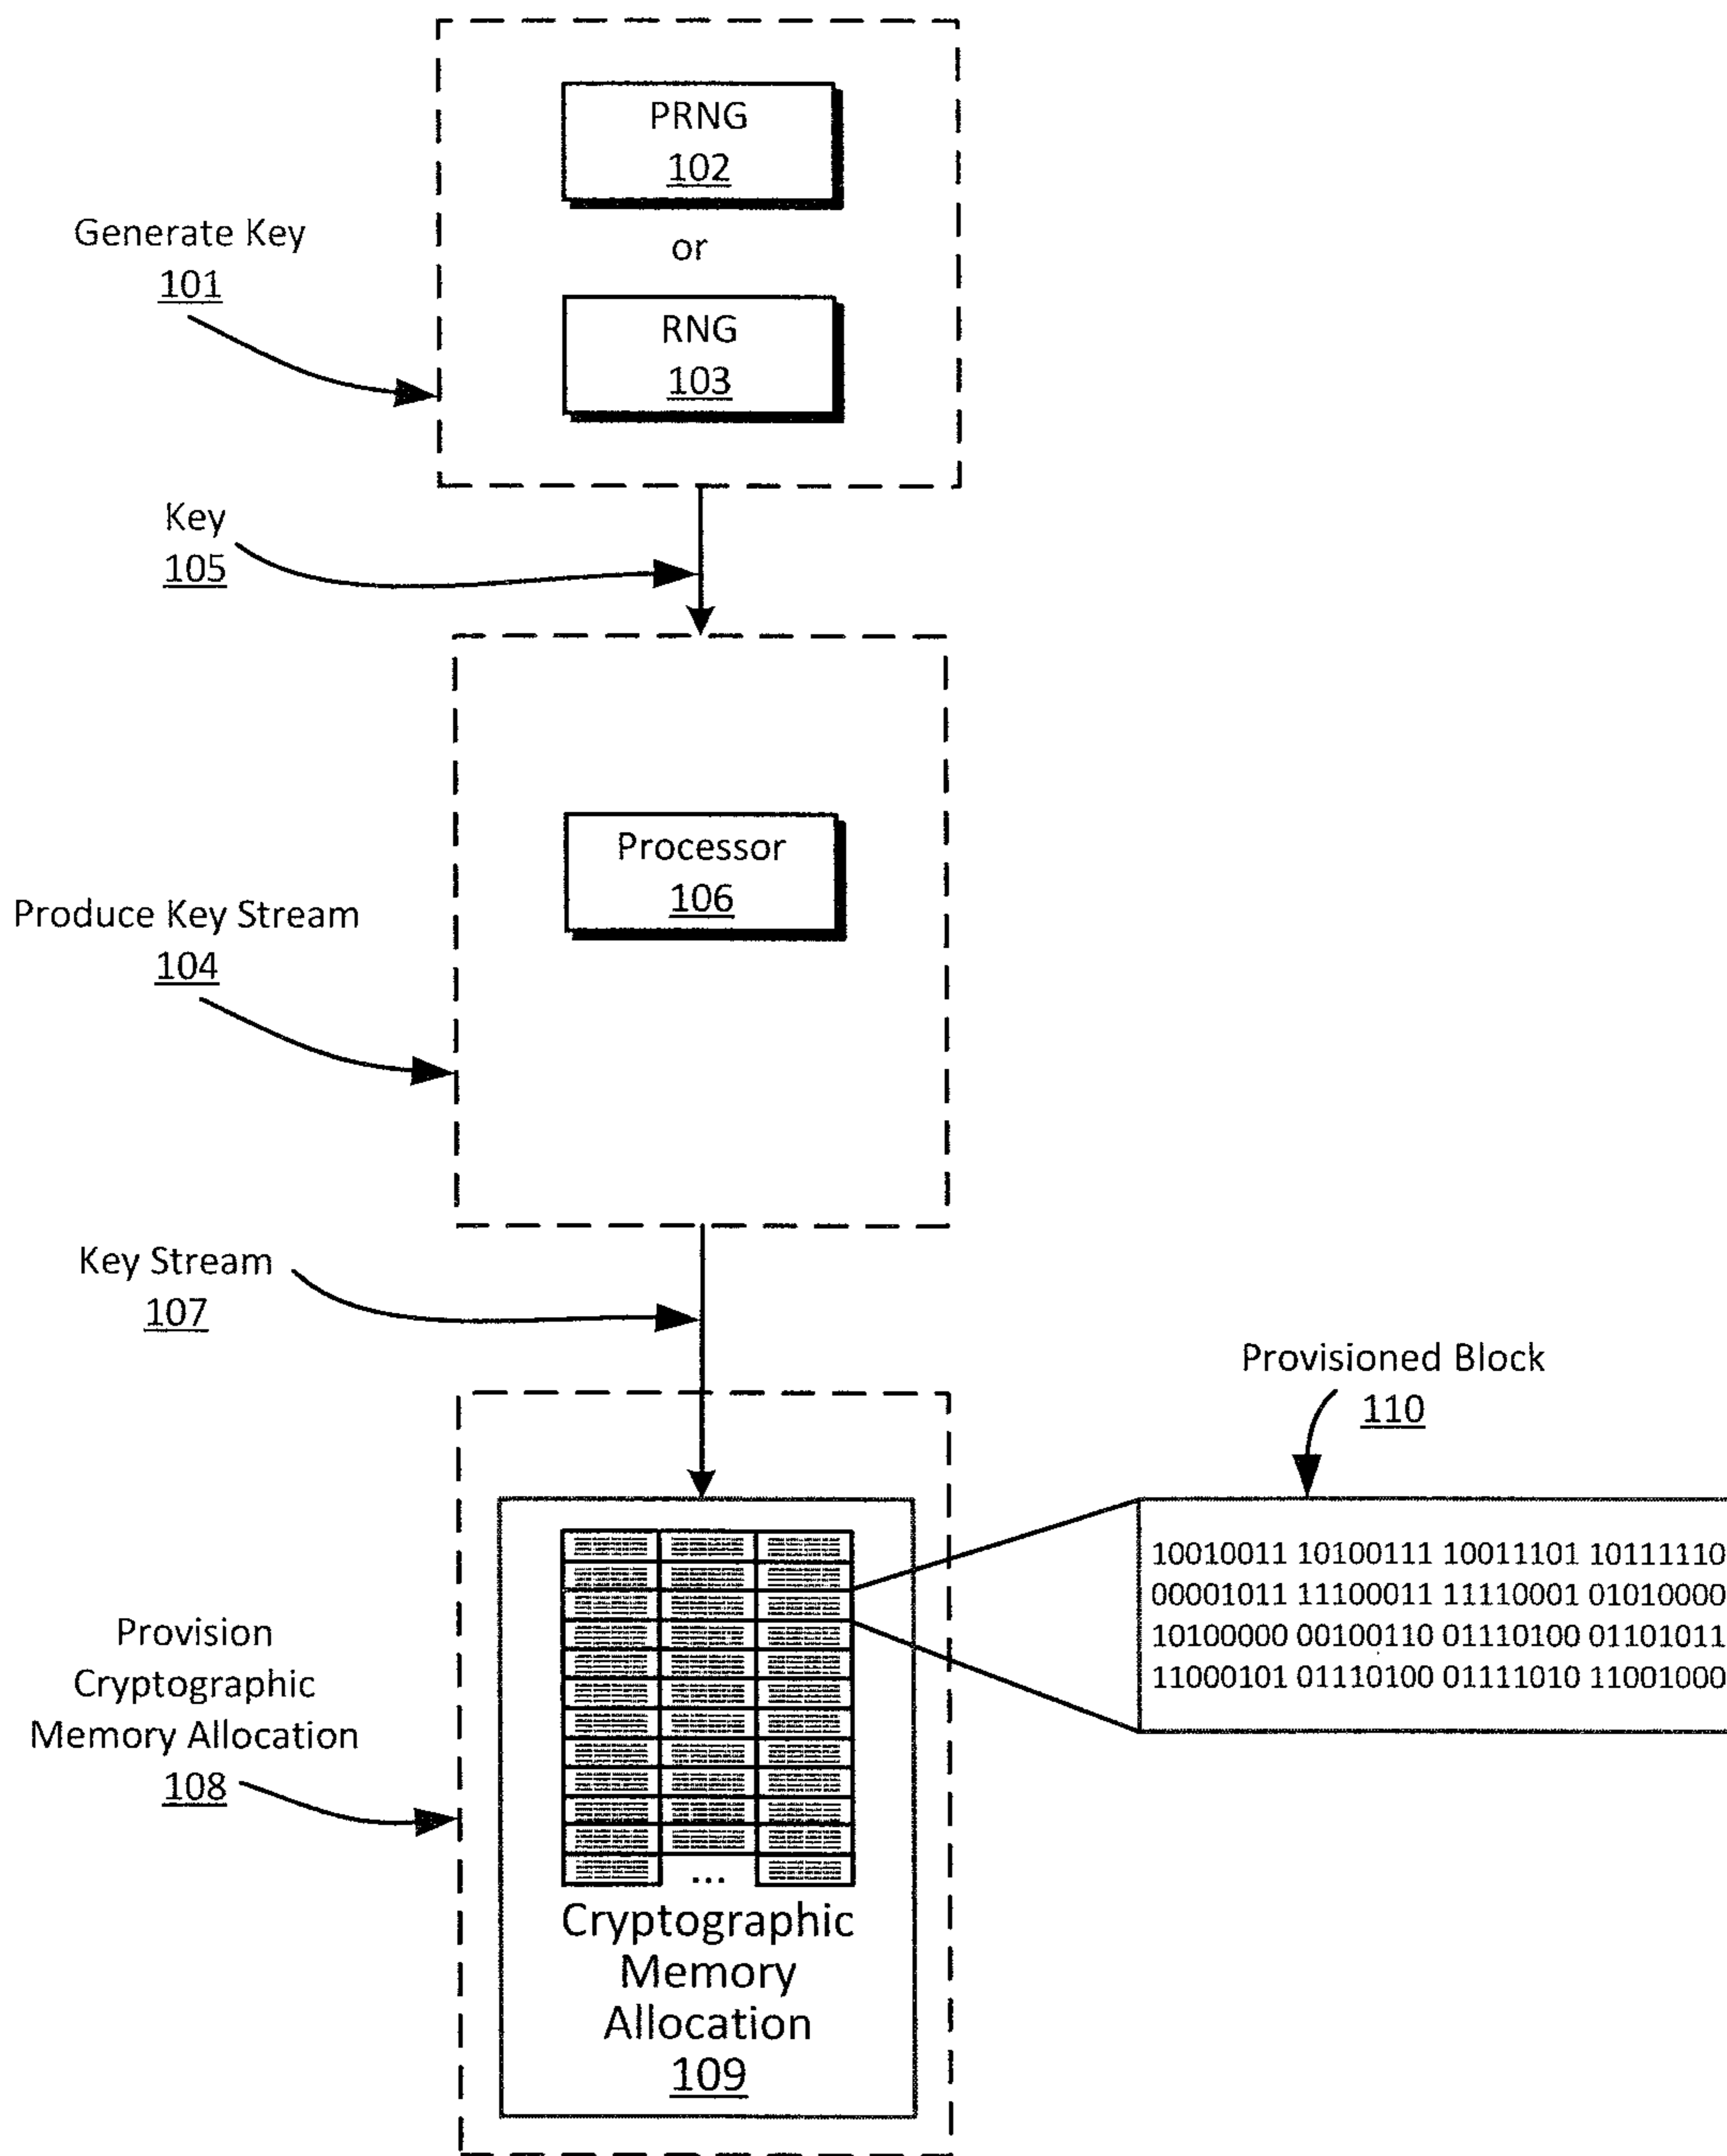 PRNG
102
or
RNG
103
Generate Key
101
Key
105
Processor
106
Produce Key Stream
104
Key Stream
107
Provisioned Block
110
10010011 10100111 10011101 10111110
00001011 11100011 11110001 01010000
10100000 00100110 01110100 01101011
11000101 01110100 01111010 11001000
Provision
Cryptographic
Memory Allocation
108
...
Cryptographic
Memory
Allocation
109